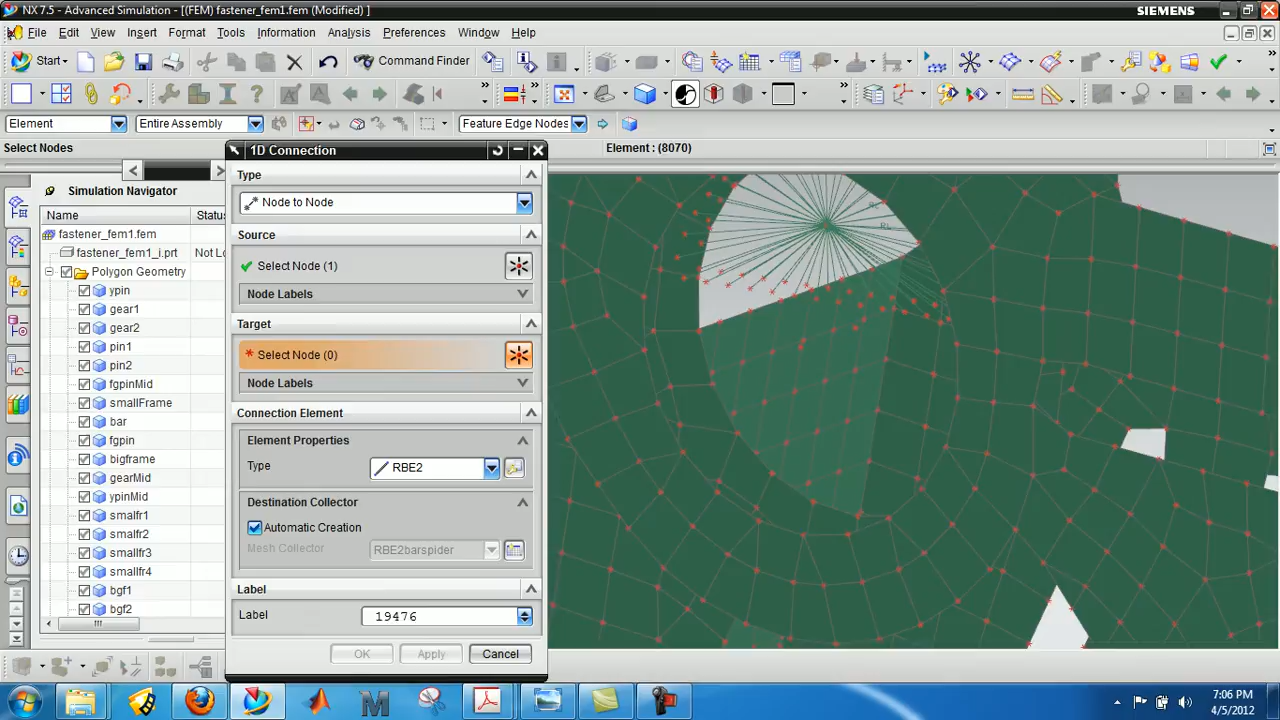 NX 7.5 - Advanced Simulation - [(FEM) fastener_fem1.fem (Modified) ]
SIEMENS
File Edit View Insert Format Tools Information Analysis Preferences Window Help
Start
Command Finder
Element
Entire Assembly
Feature Edge Nodes
Select Nodes
Element : (8070)
Simulation Navigator
Name
Status
fastener_fem1.fem
fastener_fem1_i.prt
Not Lo
Polygon Geometry
ypin
gear1
gear2
pin1
pin2
fgpinMid
smallFrame
bar
fgpin
bigframe
gearMid
ypinMid
smalfr1
smalfr2
smallfr3
smallfr4
bgf1
bgf2
1D Connection
Type
Node to Node
Source
Select Node (1)
Node Labels
Target
* Select Node (0)
Node Labels
Connection Element
Element Properties
Type
RBE2
Destination Collector
Automatic Creation
Mesh Collector
RBE2barspider
Label
Label
19476
OK
Apply
Cancel
7:06 PM
4/5/2012